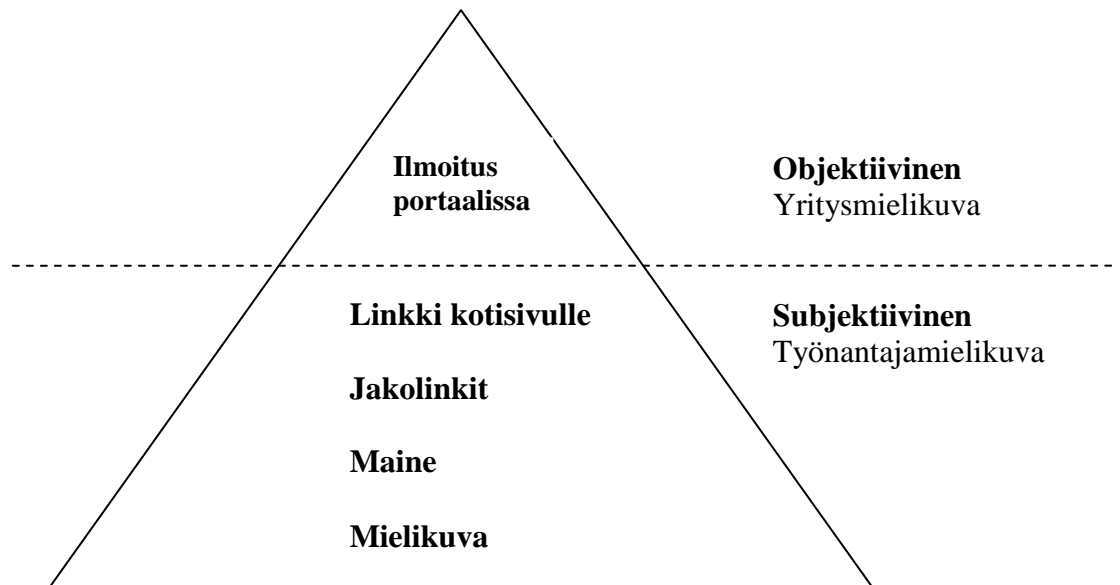 Ilmoitus
portaalissa
Objektiivinen
Yritysmielikuva
Linkki kotisivulle
Jakolinkit
Maine
Mielikuva
Subjektiivinen
Työnantajamielikuva